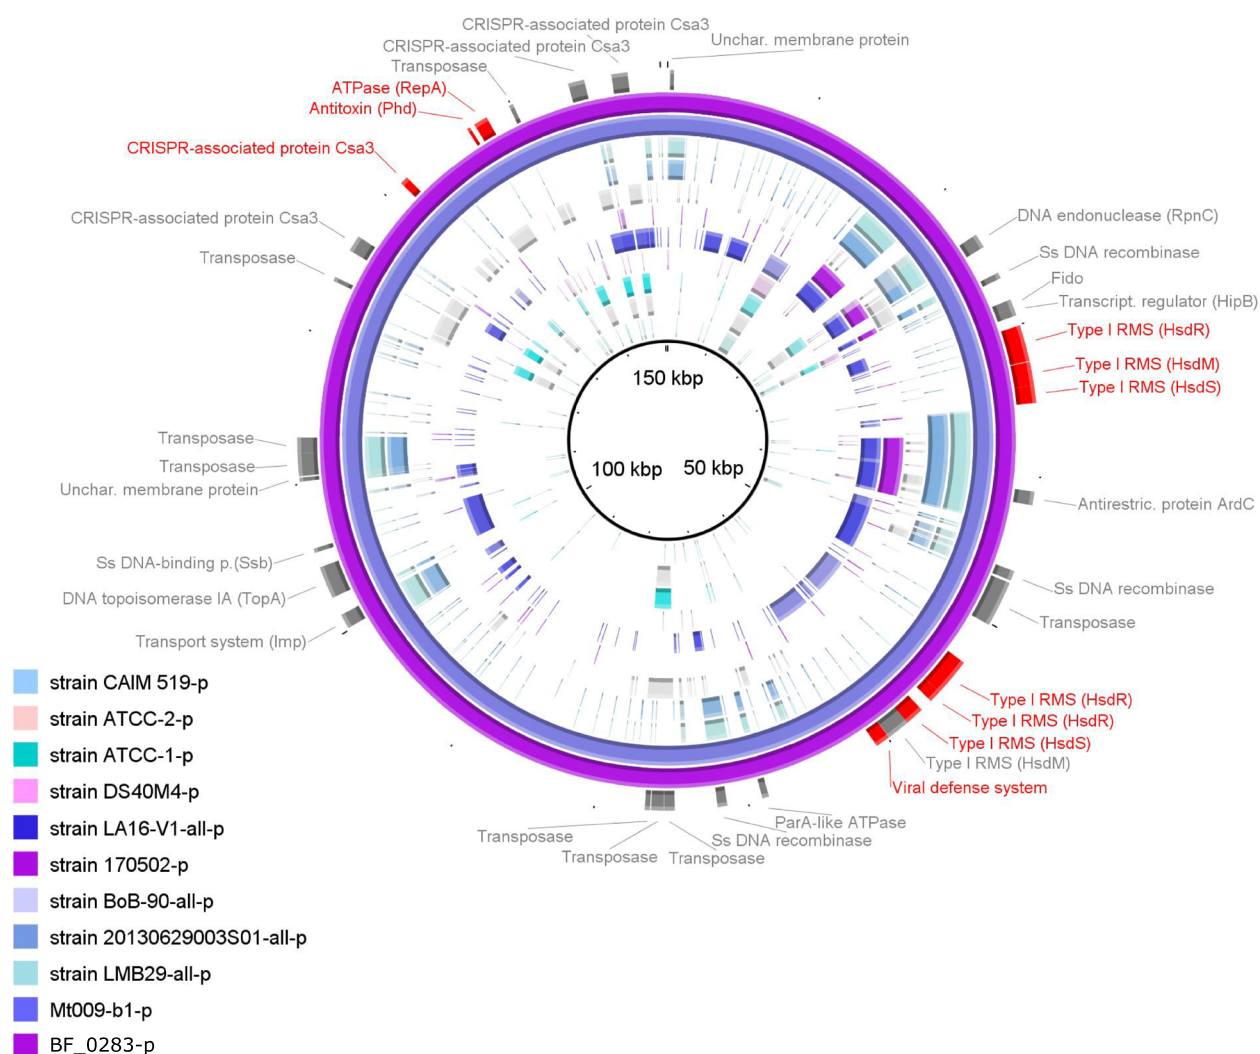 CRISPR-associated protein Csa3
Unchar. membrane protein
CRISPR-associated protein Csa3
Transposase
ATPase (RepA)
Antitoxin (Phd)
CRISPR-associated protein Csa3
CRISPR-associated protein Csa3
DNA endonuclease (RpnC)
Ss DNA recombinase
Transposase
Fido
Transcript. regulator (HipB)
Type I RMS (HsdR)
Type I RMS (HsdM)
Type I RMS (HsdS)
150 kbp
100 kbp
50 kbp
Transposase
Transposase
Unchar. membrane protein
Antirestric. protein ArdC
Ss DNA-binding p.(Ssb)
DNA topoisomerase IA (TopA)
Transport system (Imp)
Ss DNA recombinase
Transposase
Type I RMS (HsdR)
Type I RMS (HsdR)
Type I RMS (HsdS)
Type I RMS (HsdM)
Viral defense system
ParA-like ATPase
Ss DNA recombinase
Transposase
Transposase
Transposase
strain CAIM 519-p
strain ATCC-2-p
strain ATCC-1-p
strain DS40M4-p
strain LA16-V1-all-p
strain 170502-p
strain BoB-90-all-p
strain 20130629003S01-all-p
strain LMB29-all-p
Mt009-b1-p
BF_0283-p